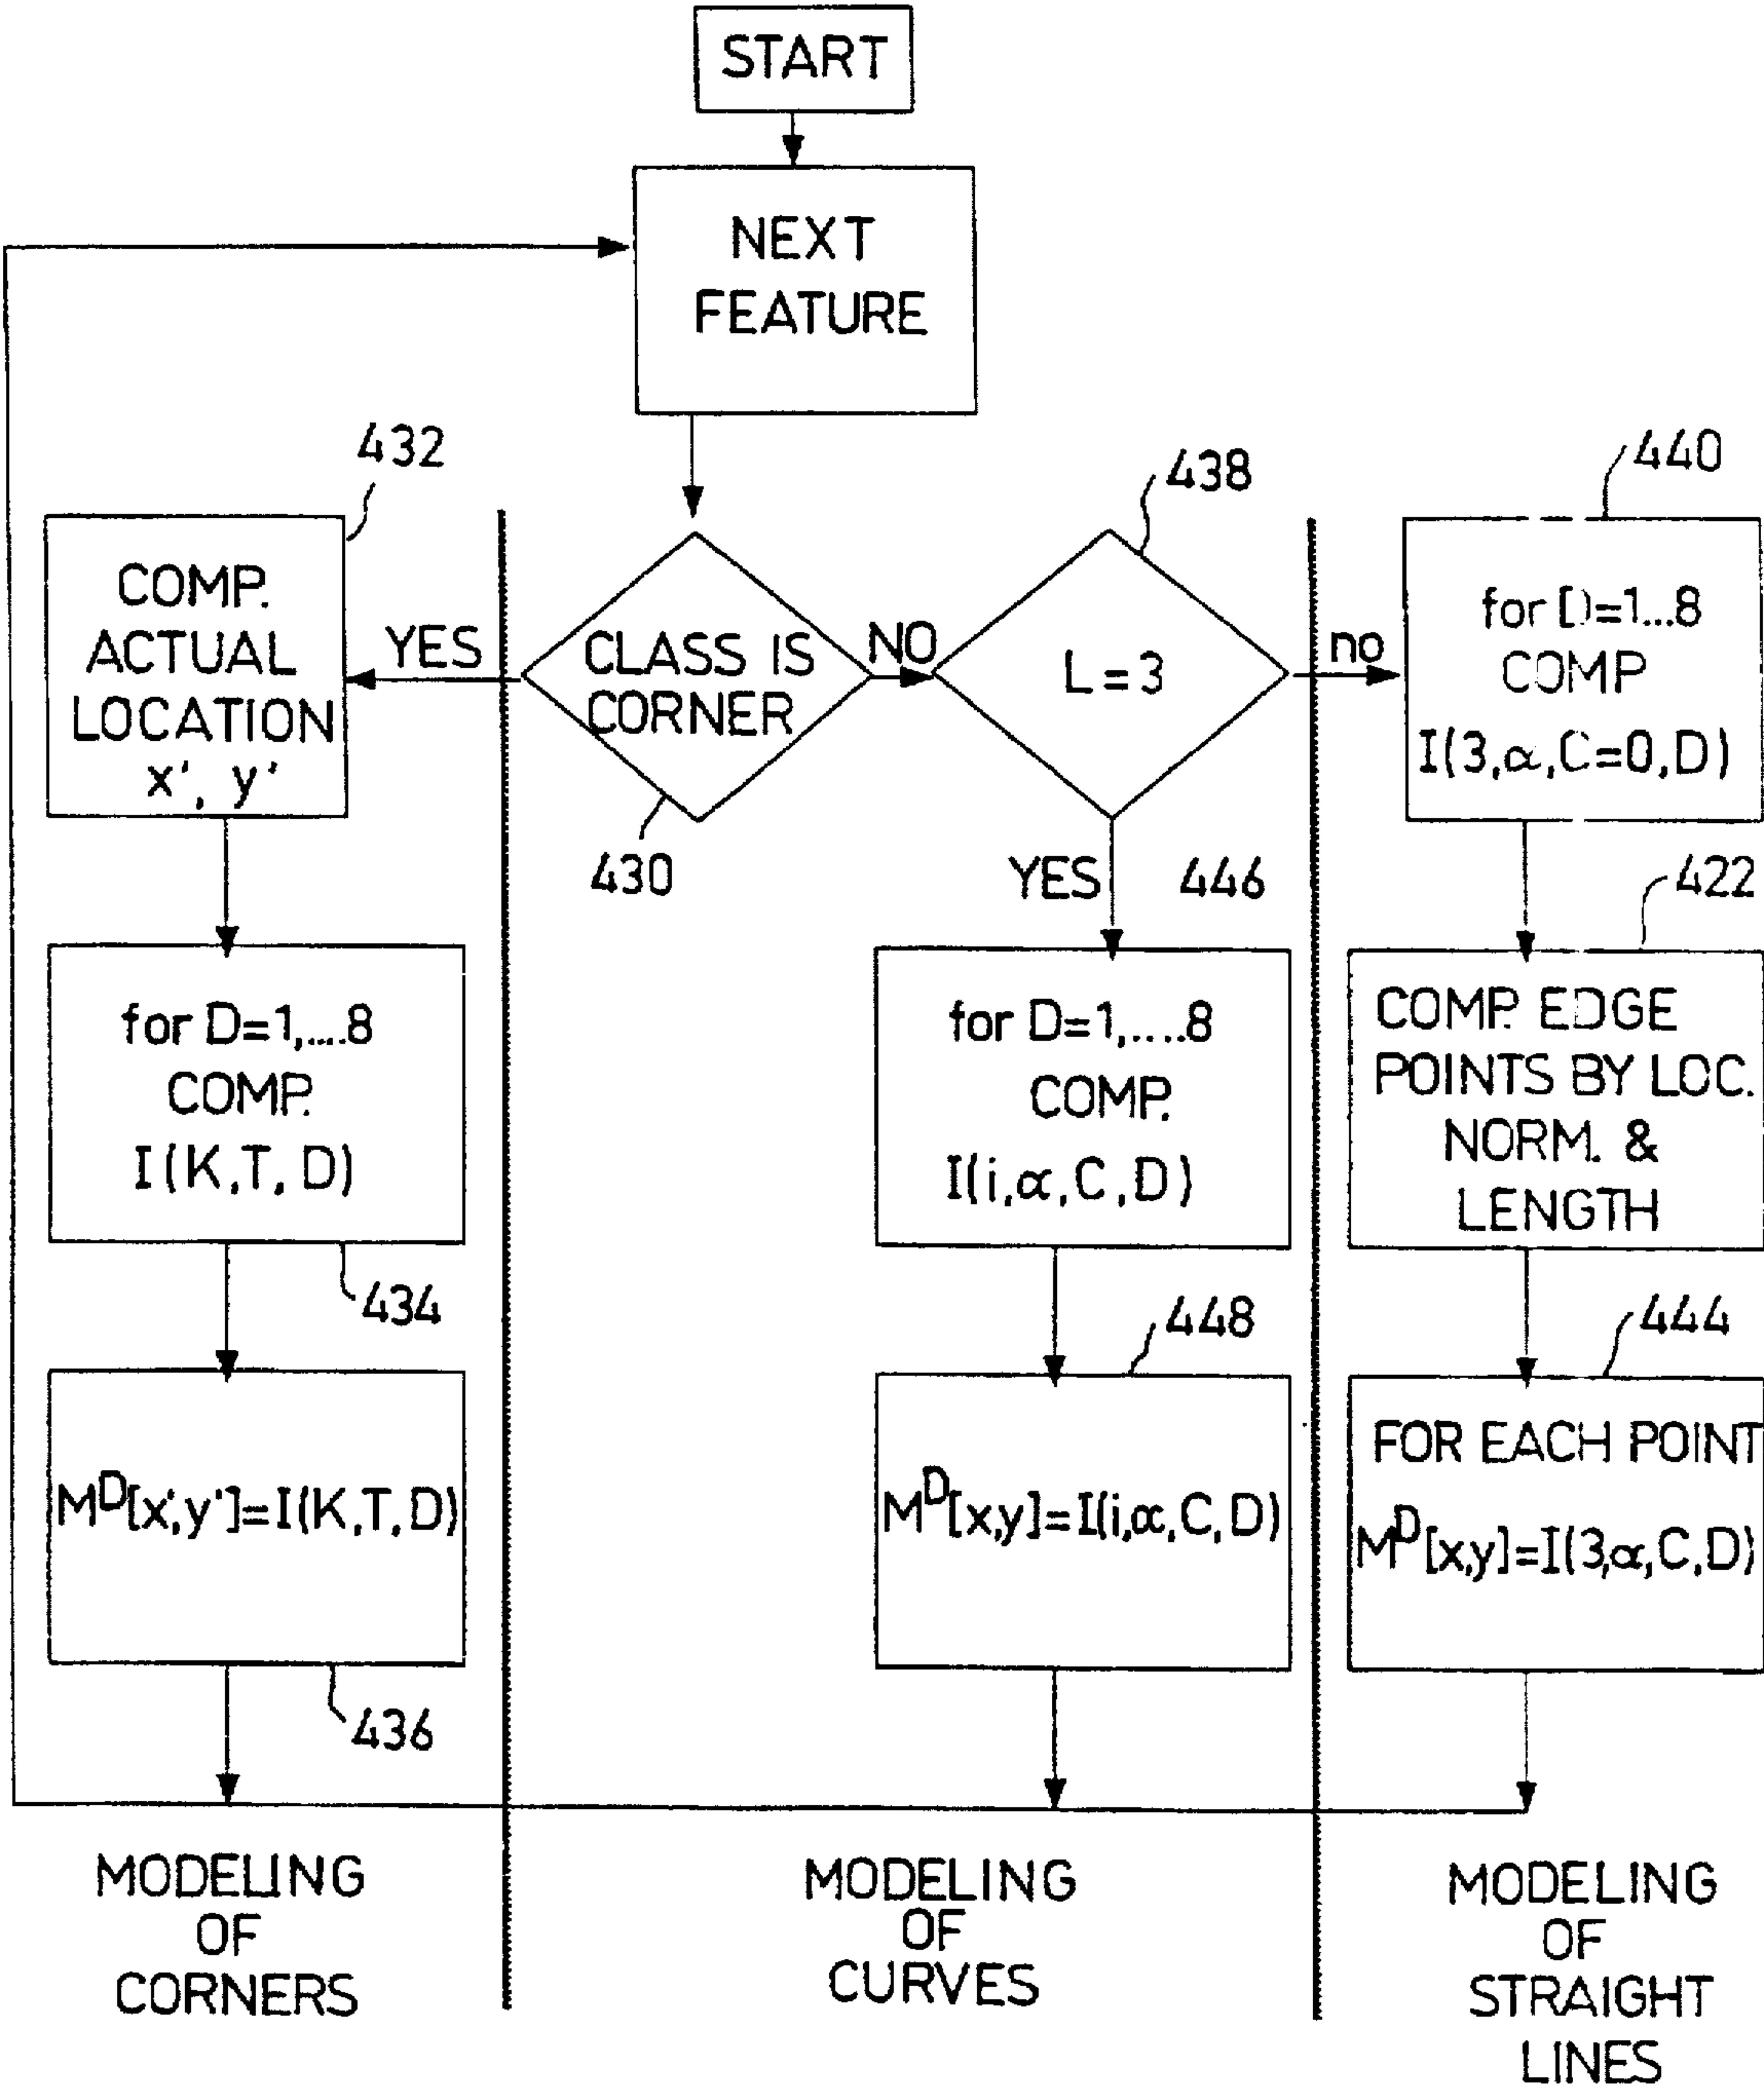 START
NEXT
FEATURE
432
COMP.
ACTUAL
LOCATION
x', y'
YES
CLASS IS
CORNER
430
NO
438
L = 3
no
YES
446
440
for D=1...8
COMP
I(3,α,C=0,D)
422
COMP. EDGE
POINTS BY LOC.
NORM. &
LENGTH
for D=1,....8
COMP.
I(K,T,D)
434
for D=1,....8
COMP.
I(i,α,C,D)
448
444
M^D[x',y']=I(K,T,D)
436
M^D[x,y]=I(i,α,C,D)
FOR EACH POINT
M^D[x,y]=I(3,α,C,D)
MODELING
OF
CORNERS
MODELING
OF
CURVES
MODELING
OF
STRAIGHT
LINES